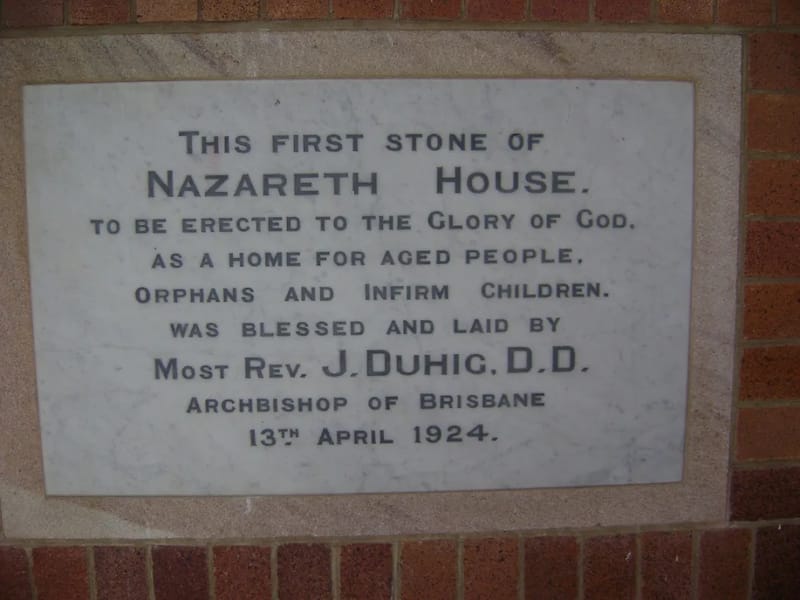 THIS FIRST STONE OF
NAZARETH HOUSE.
TO BE ERECTED TO THE GLORY OF GOD.
AS A HOME FOR AGED PEOPLE.
ORPHANS AND INFIRM CHILDREN.
WAS BLESSED AND LAID BY
MOST REV. J. DUHIG, D.D.
ARCHBISHOP OF BRISBANE
13TH APRIL 1924.